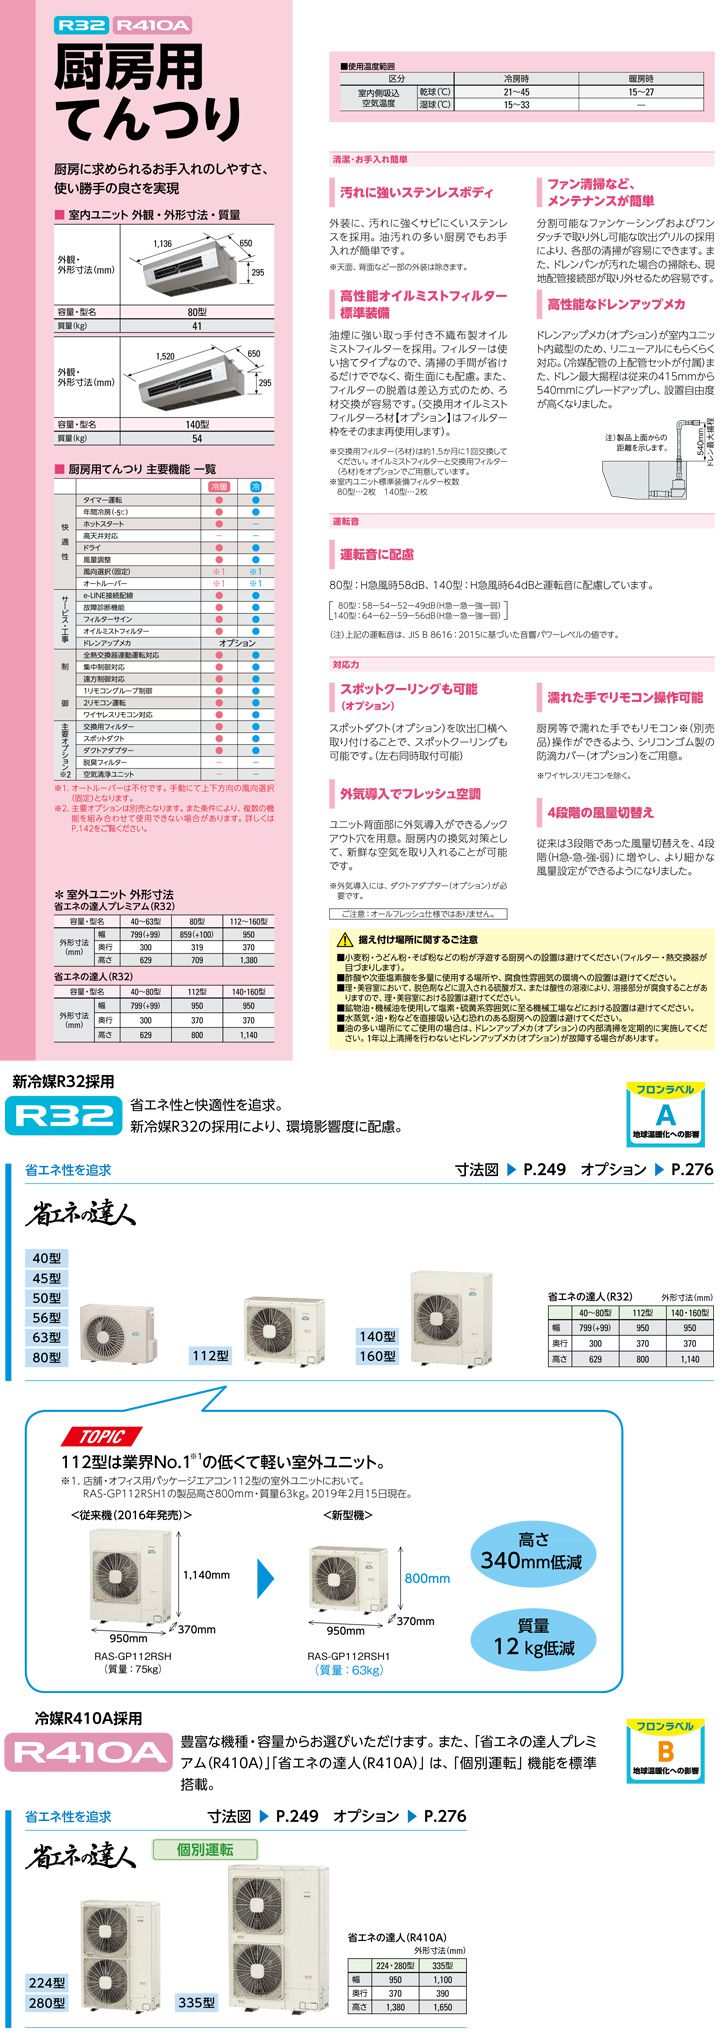 R32 R410A
厨房用
てんつり
厨房に求められるお手入れのしやすさ、
使い勝手の良さを実現
■ 室内ユニット 外観・外形寸法・質量
外観・
外形寸法(mm)
1,136
650
295
容量・型名 80型
質量(kg) 41
外観・
外形寸法(mm)
1,520
650
295
容量・型名 140型
質量(kg) 54
■ 厨房用てんつり 主要機能 一覧
冷暖 冷
快適性
タイマー運転 ● ●
年間冷房(-5℃) ● ●
ホットスタート ● −
高天井対応 − −
ドライ ● ●
風量調整 ● ●
風向選択(固定) ※1 ※1
オートルーバー ※1 ※1
サービス・工事
e-LINE接続配線 ● ●
故障診断機能 ● ●
フィルターサイン ● ●
オイルミストフィルター ● ●
ドレンアップメカ オプション
制御
全熱交換器連動運転対応 ● ●
集中制御対応 ● ●
遠方制御対応 ● ●
1リモコングループ制御 ● ●
2リモコン運転 ● ●
ワイヤレスリモコン対応 ● ●
主要オプション※2
交換用フィルター ● ●
スポットダクト ● ●
ダクトアダプター ● ●
脱臭フィルター − −
空気清浄ユニット − −
※1. オートルーバーは不付です。手動にて上下方向の風向選択
(固定)となります。
※2. 主要オプションは別売となります。また条件により、複数の機
能を組み合わせて使用できない場合があります。詳しくは
P.142をご覧ください。
＊ 室外ユニット 外形寸法
省エネの達人プレミアム(R32)
容量・型名 40〜63型 80型 112〜160型
外形寸法(mm)
幅 799(+99) 859(+100) 950
奥行 300 319 370
高さ 629 709 1,380
省エネの達人(R32)
容量・型名 40〜80型 112型 140・160型
外形寸法(mm)
幅 799(+99) 950 950
奥行 300 370 370
高さ 629 800 1,140
■使用温度範囲
区分 冷房時 暖房時
室内側吸込
空気温度
乾球(℃) 21〜45 15〜27
湿球(℃) 15〜33 −
清潔・お手入れ簡単
汚れに強いステンレスボディ
外装に、汚れに強くサビにくいステンレ
スを採用。油汚れの多い厨房でもお手
入れが簡単です。
※天面、背面など一部の外装は除きます。
高性能オイルミストフィルター
標準装備
油煙に強い取っ手付き不織布製オイル
ミストフィルターを採用。フィルターは使
い捨てタイプなので、清掃の手間が省け
るだけででなく、衛生面にも配慮。また、
フィルターの脱着は差込方式のため、ろ
材交換が容易です。(交換用オイルミスト
フィルターろ材【オプション】はフィルター
枠をそのまま再使用します)。
※交換用フィルター(ろ材)は約1.5か月に1回交換して
ください。オイルミストフィルターと交換用フィルター
(ろ材)をオプションでご用意しています。
※室内ユニット標準装備フィルター枚数
80型…2枚 140型…2枚
ファン清掃など、
メンテナンスが簡単
分割可能なファンケーシングおよびワン
タッチで取り外し可能な吹出グリルの採用
により、各部の清掃が容易にできます。ま
た、ドレンパンが汚れた場合の掃除も、現
地配管接続部が取り外せるため容易です。
高性能なドレンアップメカ
ドレンアップメカ(オプション)が室内ユニッ
ト内蔵型のため、リニューアルにもらくらく
対応。(冷媒配管の上配管セットが付属)ま
た、ドレン最大揚程は従来の415mmから
540mmにグレードアップし、設置自由度
が高くなりました。
注)製品上面からの
距離を示します。
540mm
ドレン最大揚程
運転音
運転音に配慮
80型：H急風時58dB、140型：H急風時64dBと運転音に配慮しています。
80型：58−54−52−49dB(H急−急−強−弱)
140型：64−62−59−56dB(H急−急−強−弱)
(注)上記の運転音は、JIS B 8616：2015に基づいた音響パワーレベルの値です。
対応力
スポットクーリングも可能
(オプション)
スポットダクト(オプション)を吹出口横へ
取り付けることで、スポットクーリングも
可能です。(左右同時取付可能)
外気導入でフレッシュ空調
ユニット背面部に外気導入ができるノック
アウト穴を用意。厨房内の換気対策とし
て、新鮮な空気を取り入れることが可能
です。
※外気導入には、ダクトアダプター(オプション)が必
要です。
ご注意：オールフレッシュ仕様ではありません。
濡れた手でリモコン操作可能
厨房等で濡れた手でもリモコン※(別売
品)操作ができるよう、シリコンゴム製の
防滴カバー(オプション)をご用意。
※ワイヤレスリモコンを除く。
4段階の風量切替え
従来は3段階であった風量切替えを、4段
階(H急-急-強-弱)に増やし、より細かな
風量設定ができるようになりました。
据え付け場所に関するご注意
■小麦粉・うどん粉・そば粉などの粉が浮遊する厨房への設置は避けてください(フィルター・熱交換器が
目づまりします)。
■酢酸や次亜塩素酸を多量に使用する場所や、腐食性雰囲気の環境への設置は避けてください。
■理・美容室において、脱色剤などに混入される硫酸ガス、または酸性の溶液により、溶接部分が腐食することがあ
りますので、理・美容室における設置は避けてください。
■鉱物油・機械油を使用して塩素・硫黄系雰囲気に至る機械工場などにおける設置は避けてください。
■水蒸気・油・粉などを直接吸い込む恐れのある厨房への設置は避けてください。
■油の多い場所にてご使用の場合は、ドレンアップメカ(オプション)の内部清掃を定期的に実施してくだ
さい。1年以上清掃を行わないとドレンアップメカ(オプション)が故障する場合があります。
新冷媒R32採用
R32
省エネ性と快適性を追求。
新冷媒R32の採用により、環境影響度に配慮。
フロンラベル
A
地球温暖化への影響
省エネ性を追求
寸法図 ▶ P.249 オプション ▶ P.276
省エネの達人
40型
45型
50型
56型
63型
80型
112型
140型
160型
省エネの達人(R32) 外形寸法(mm)
40〜80型 112型 140・160型
幅 799(+99) 950 950
奥行 300 370 370
高さ 629 800 1,140
TOPIC
112型は業界No.1※1の低くて軽い室外ユニット。
※1. 店舗・オフィス用パッケージエアコン112型の室外ユニットにおいて。
RAS-GP112RSH1の製品高さ800mm・質量63kg。2019年2月15日現在。
＜従来機(2016年発売)＞
1,140mm
370mm
950mm
RAS-GP112RSH
(質量：75kg)
＜新型機＞
800mm
370mm
950mm
RAS-GP112RSH1
(質量：63kg)
高さ
340mm低減
質量
12 kg低減
冷媒R410A採用
R410A
豊富な機種・容量からお選びいただけます。また、「省エネの達人プレミ
アム(R410A)」「省エネの達人(R410A)」は、「個別運転」機能を標準
搭載。
フロンラベル
B
地球温暖化への影響
省エネ性を追求
寸法図 ▶ P.249 オプション ▶ P.276
省エネの達人
個別運転
224型
280型
335型
省エネの達人(R410A)
外形寸法(mm)
224・280型 335型
幅 950 1,100
奥行 370 390
高さ 1,380 1,650